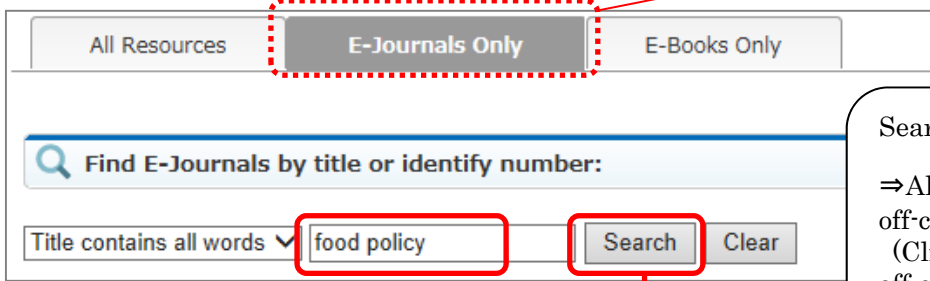 All Resources E-Journals Only E-Books Only
Find E-Journals by title or identify number:
Title contains all words food policy Search Clear